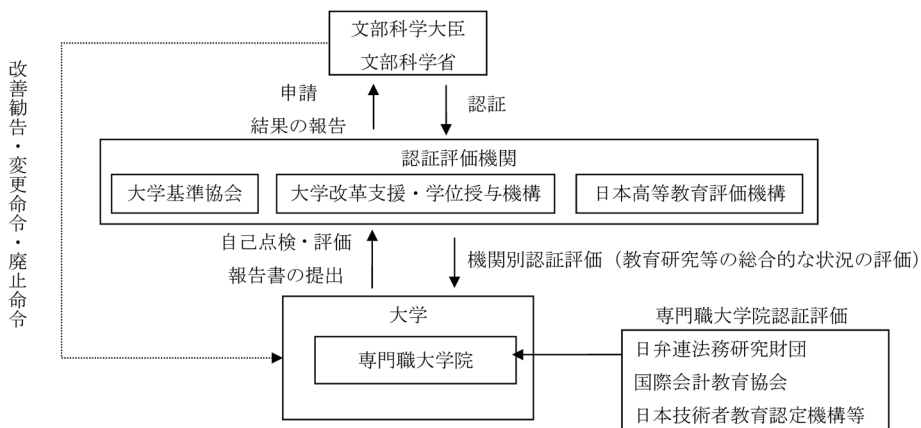 文部科学大臣
文部科学省
改善勧告・変更命令・廃止命令
申請
結果の報告
認証
認証評価機関
大学基準協会
大学改革支援・学位授与機構
日本高等教育評価機構
自己点検・評価
報告書の提出
機関別認証評価（教育研究等の総合的な状況の評価）
大学
専門職大学院
専門職大学院認証評価
日弁連法務研究財団
国際会計教育協会
日本技術者教育認定機構等